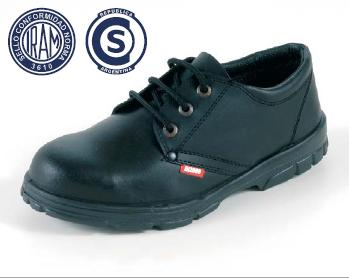 SELLO CONFORMIDAD NORMA
IRAM
3610
REPUBLICA
S
ARGENTINA